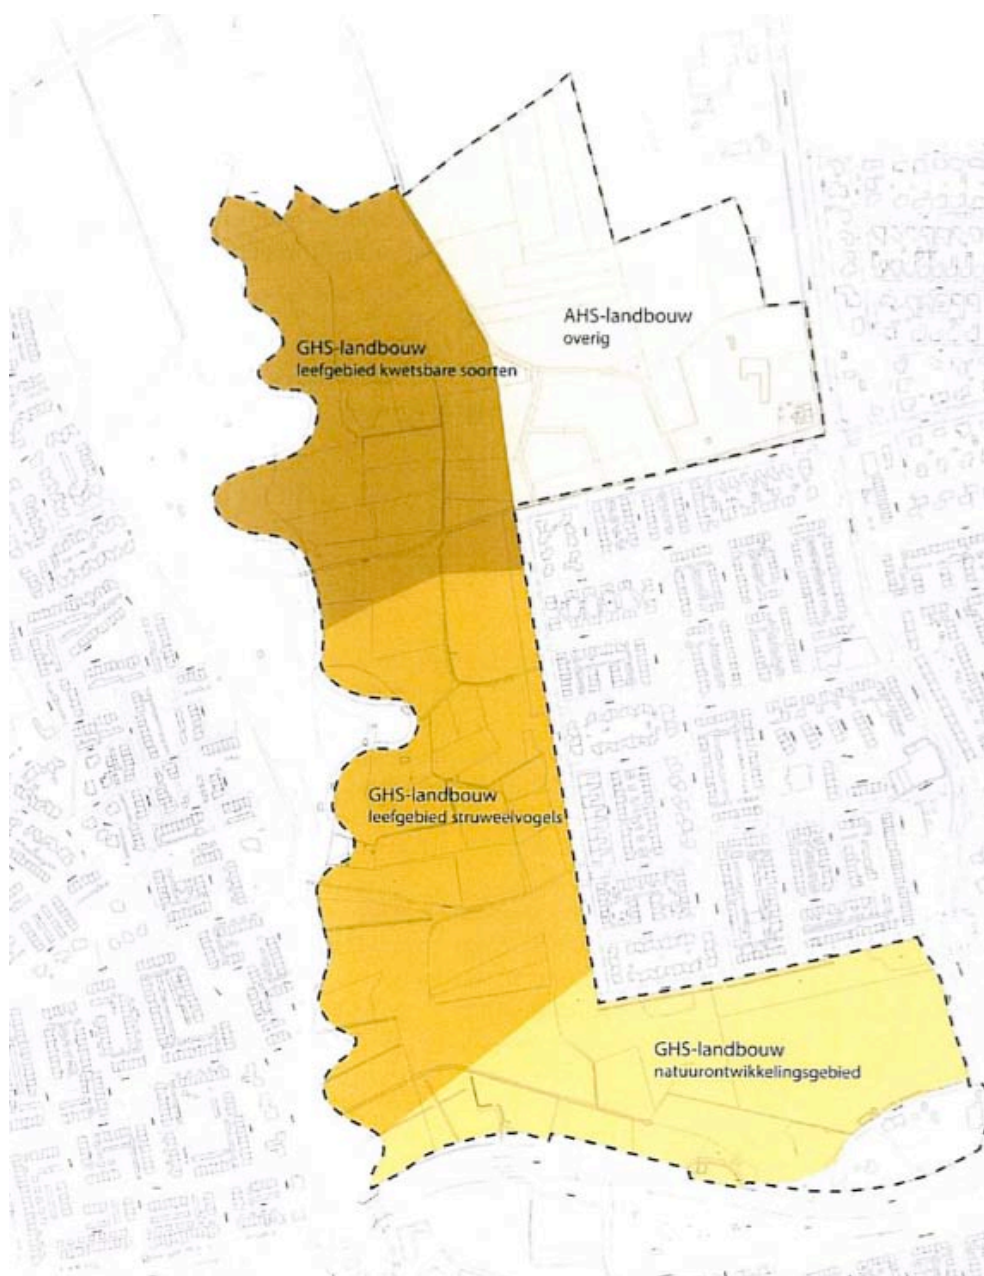 AHS-landbouw
overig
GHS-landbouw
leefgebied kwetsbare soorten
GHS-landbouw
leefgebied struweelvogels
GHS-landbouw
natuurontwikkelingsgebied